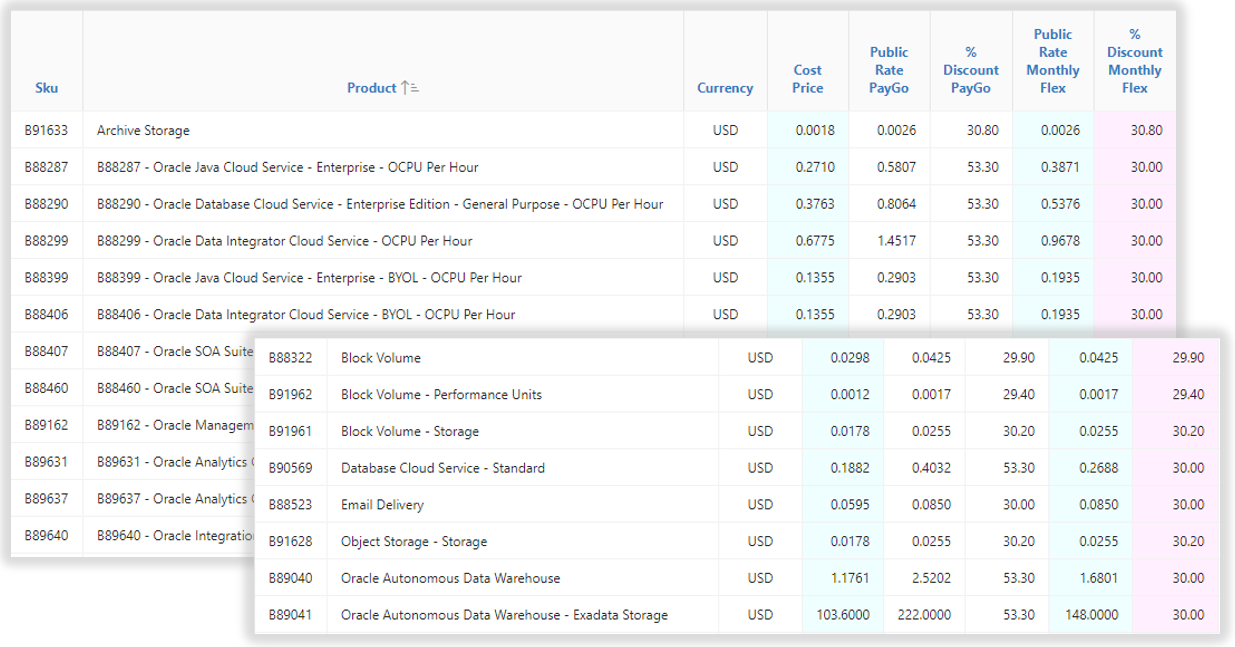 Sku Product Currency Cost Price Public Rate PayGo % Discount PayGo Public Rate Monthly Flex % Discount Monthly Flex
B91633 Archive Storage USD 0.0018 0.0026 30.80 0.0026 30.80
B88287 B88287 - Oracle Java Cloud Service - Enterprise - OCPU Per Hour USD 0.2710 0.5807 53.30 0.3871 30.00
B88290 B88290 - Oracle Database Cloud Service - Enterprise Edition - General Purpose - OCPU Per Hour USD 0.3763 0.8064 53.30 0.5376 30.00
B88299 B88299 - Oracle Data Integrator Cloud Service - OCPU Per Hour USD 0.6775 1.4517 53.30 0.9678 30.00
B88399 B88399 - Oracle Java Cloud Service - Enterprise - BYOL - OCPU Per Hour USD 0.1355 0.2903 53.30 0.1935 30.00
B88406 B88406 - Oracle Data Integrator Cloud Service - BYOL - OCPU Per Hour USD 0.1355 0.2903 53.30 0.1935 30.00
B88407 B88407 - Oracle SOA Suite
B88460 B88460 - Oracle SOA Suite
B89162 B89162 - Oracle Managem
B89631 B89631 - Oracle Analytics
B89637 B89637 - Oracle Analytics
B89640 B89640 - Oracle Integratio
B88322 Block Volume USD 0.0298 0.0425 29.90 0.0425 29.90
B91962 Block Volume - Performance Units USD 0.0012 0.0017 29.40 0.0017 29.40
B91961 Block Volume - Storage USD 0.0178 0.0255 30.20 0.0255 30.20
B90569 Database Cloud Service - Standard USD 0.1882 0.4032 53.30 0.2688 30.00
B88523 Email Delivery USD 0.0595 0.0850 30.00 0.0850 30.00
B91628 Object Storage - Storage USD 0.0178 0.0255 30.20 0.0255 30.20
B89040 Oracle Autonomous Data Warehouse USD 1.1761 2.5202 53.30 1.6801 30.00
B89041 Oracle Autonomous Data Warehouse - Exadata Storage USD 103.6000 222.0000 53.30 148.0000 30.00